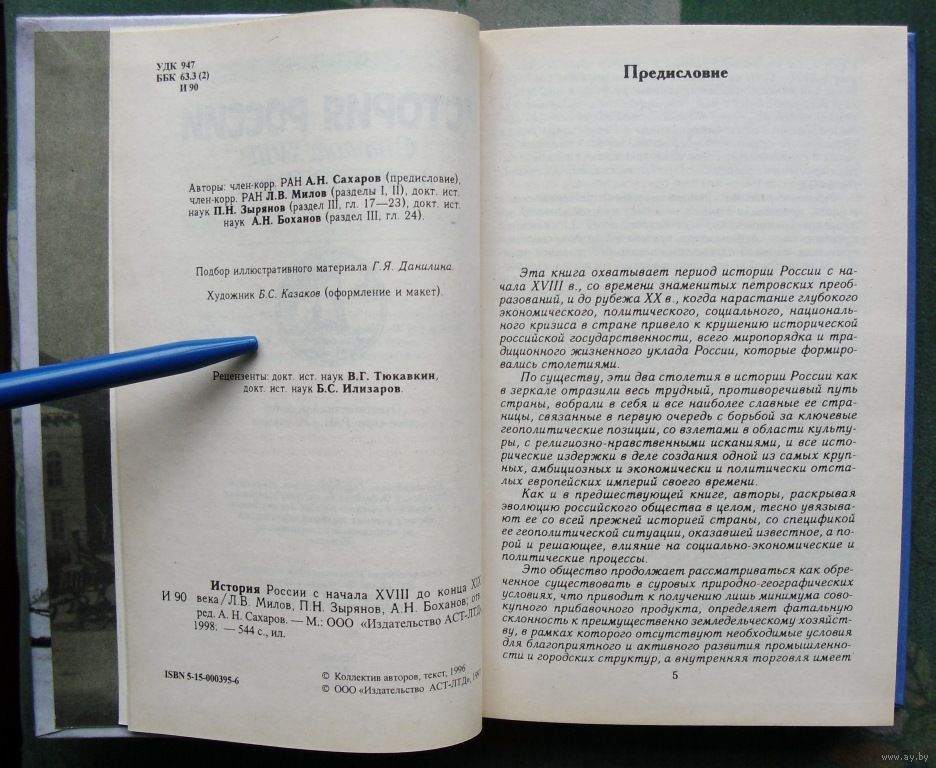 УДК 947
ББК 63.3 (2)
И 90
Авторы: член-корр. РАН А.Н. Сахаров (предисловие),
член-корр. РАН Л.В. Милов (разделы I, II), докт. ист.
наук П.Н. Зырянов (раздел III, гл. 17—23), докт. ист.
наук А.Н. Боханов (раздел III, гл. 24).
Подбор иллюстративного материала Г.Я. Данилина.
Художник Б.С. Казаков (оформление и макет).
Рецензенты: докт. ист. наук В.Г. Тюкавкин,
докт. ист. наук Б.С. Илизаров.
История России с начала XVIII до конца XIX
И 90 века/Л.В. Милов, П.Н. Зырянов, А.Н. Боханов; отв.
ред. А.Н. Сахаров. — М.: ООО «Издательство АСТ-ЛТД»,
1998. — 544 с., ил.
ISBN 5-15-000395-6
© Коллектив авторов, текст, 1996
© ООО «Издательство АСТ-ЛТД»,
Предисловие
Эта книга охватывает период истории России с на-
чала XVIII в., со времени знаменитых петровских преоб-
разований, и до рубежа XX в., когда нарастание глубокого
экономического, политического, социального, национально-
го кризиса в стране привело к крушению исторической
российской государственности, всего миропорядка и тра-
диционного жизненного уклада России, которые формиро-
вались столетиями.
По существу, эти два столетия в истории России как
в зеркале отразили весь трудный, противоречивый путь
страны, вобрали в себя и все наиболее славные ее стра-
ницы, связанные в первую очередь с борьбой за ключевые
геополитические позиции, со взлетами в области культу-
ры, с религиозно-нравственными исканиями, и все исто-
рические издержки в деле создания одной из самых круп-
ных, амбициозных и экономически и политически отста-
лых европейских империй своего времени.
Как и в предшествующей книге, авторы, раскрывая
эволюцию российского общества в целом, тесно увязыва-
ют ее со всей прежней историей страны, со спецификой
ее геополитической ситуации, оказавшей известное, а по-
рой и решающее, влияние на социально-экономические и
политические процессы.
Это общество продолжает рассматриваться как об-
реченное существовать в суровых природно-географических
условиях, что приводит к получению лишь минимума сово-
купного прибавочного продукта, определяет фатальную
склонность к преимущественно земледельческому хозяйст-
ву, в рамках которого отсутствуют необходимые условия
для благоприятного и активного развития промышленно-
сти и городских структур, а внутренняя торговля имеет
5
www.ay.by